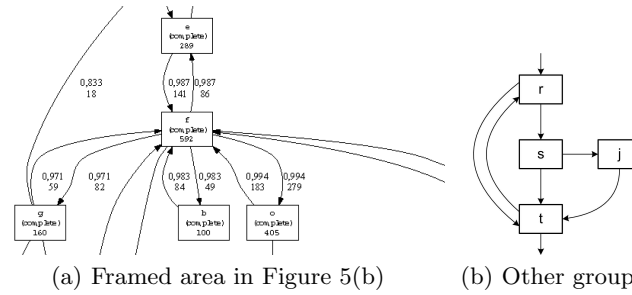 e
(complete)
289
0,833
18
0,987
141
0,987
86
f
(complete)
592
0,971
59
0,971
82
0,983
84
0,983
49
0,994
183
0,994
279
g
(complete)
160
b
(complete)
100
o
(complete)
405
(a) Framed area in Figure 5(b)
r
s
j
t
(b) Other group